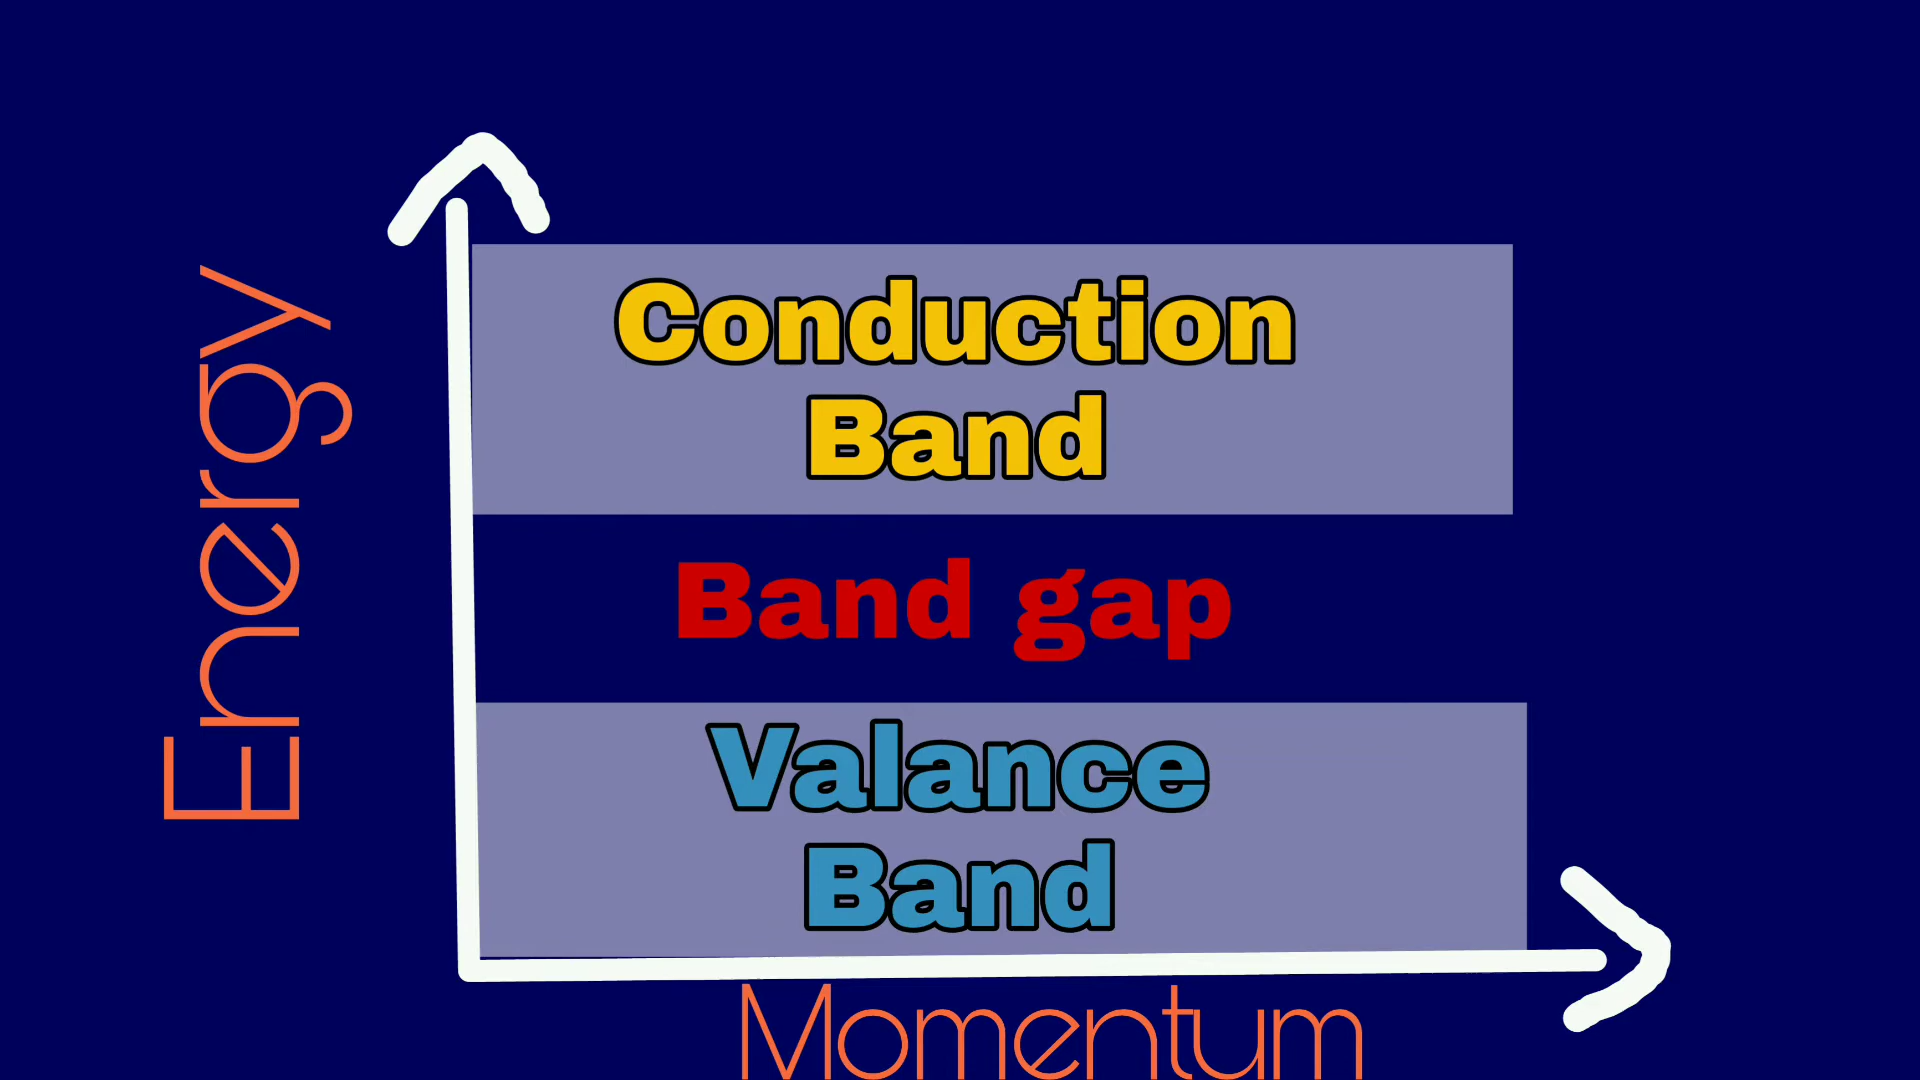 Energy
Conduction
Band
Band gap
Valance
Band
Momentum